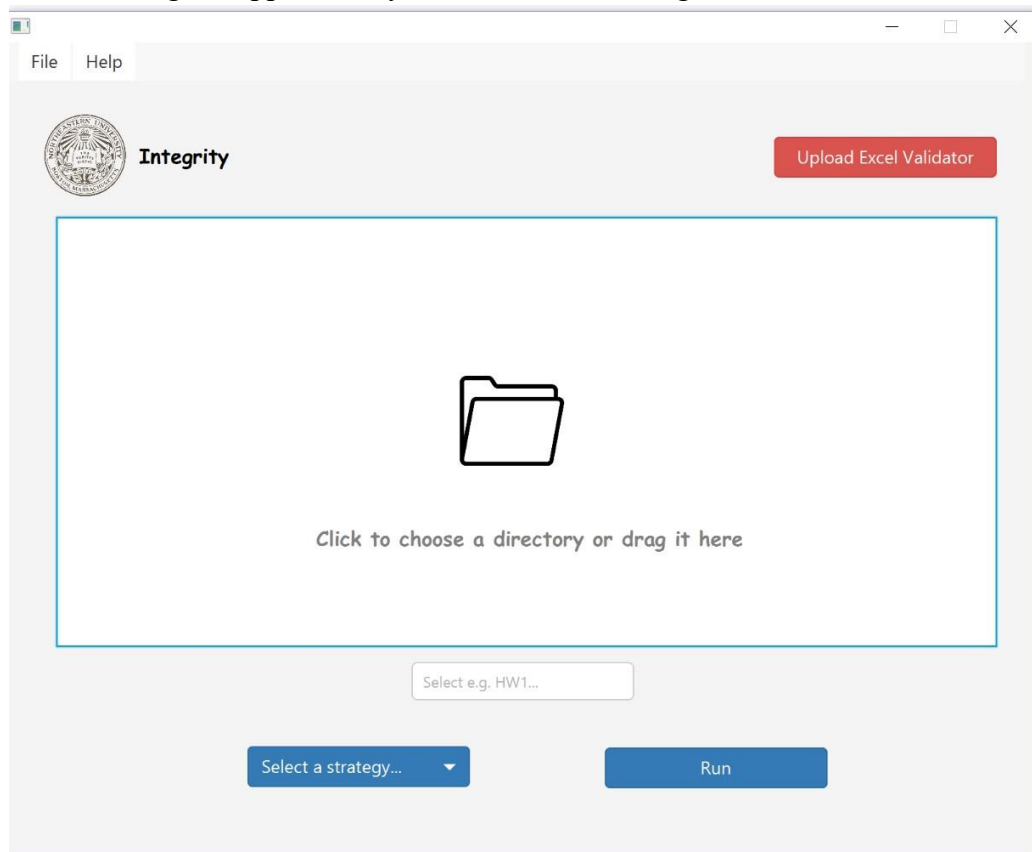 File Help
Integrity
Upload Excel Validator
Click to choose a directory or drag it here
Select e.g. HW1...
Select a strategy...
Run